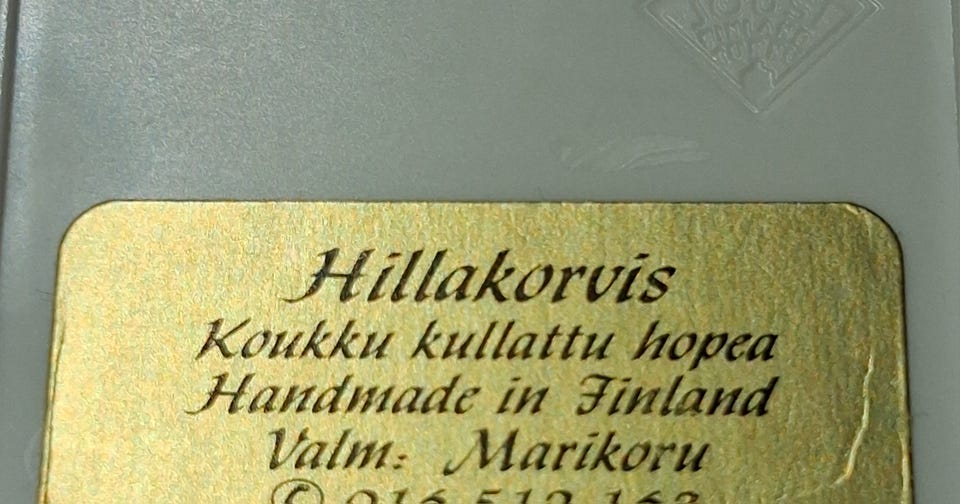 Hillakorvis
Koukku kullattu hopea
Handmade in Finland
Valm: Marikoru